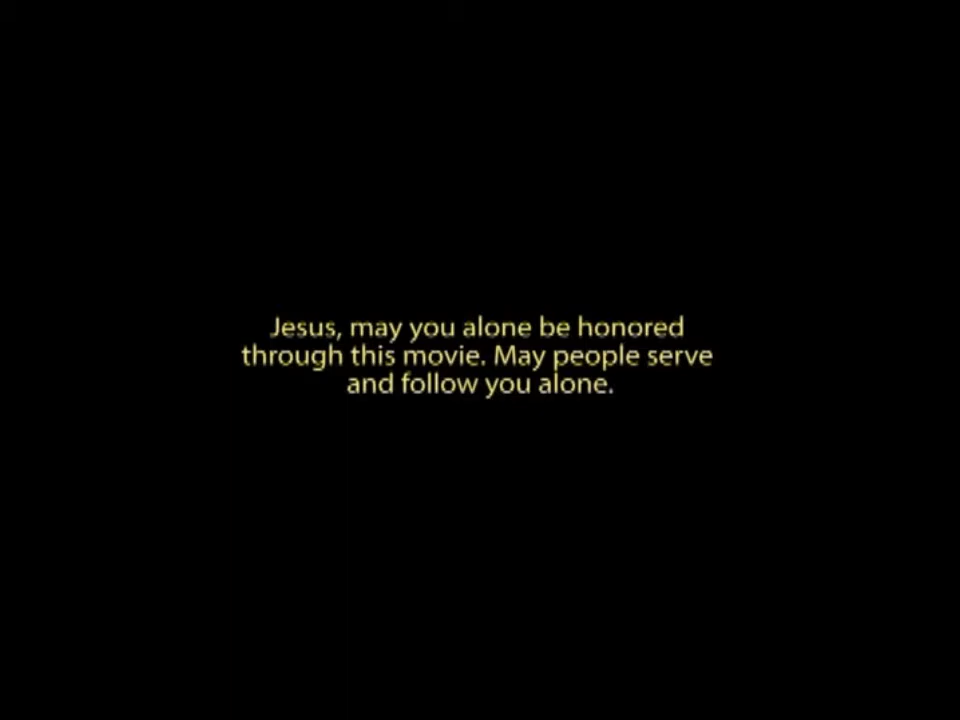 Jesus, may you alone be honored
through this movie. May people serve
and follow you alone.